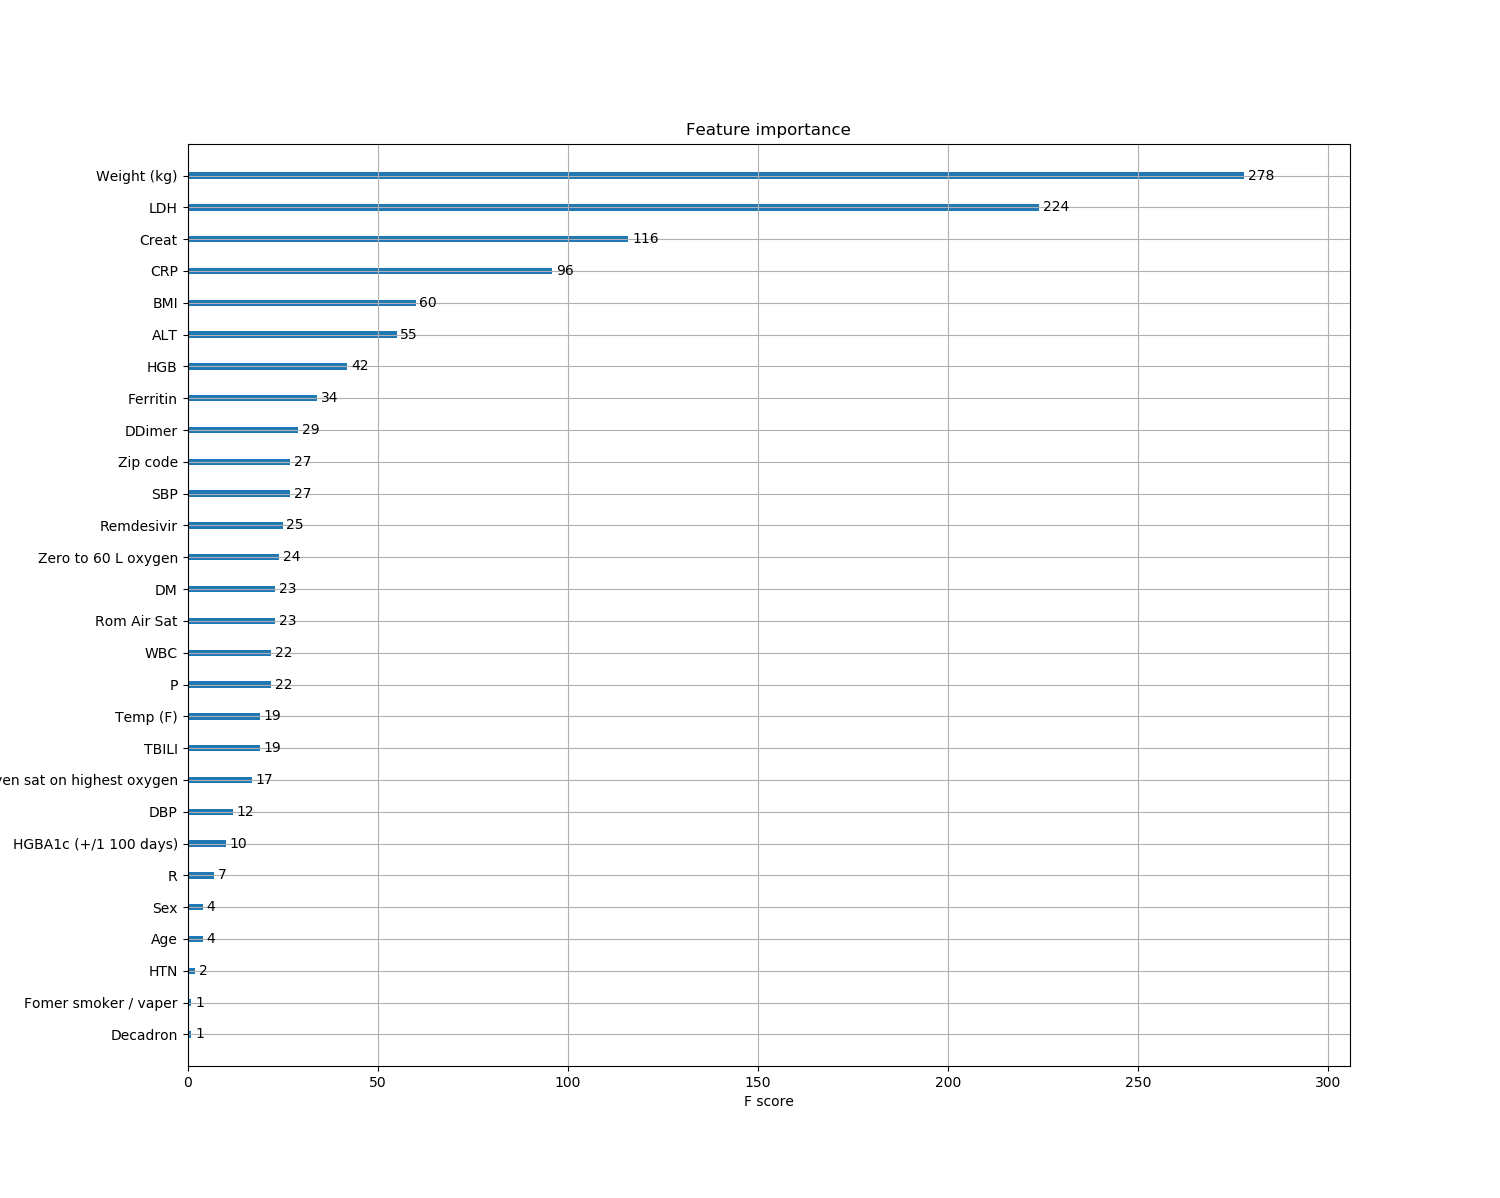 Feature importance
Weight (kg) 278
LDH 224
Creat 116
CRP 96
BMI 60
ALT 55
HGB 42
Ferritin 34
DDimer 29
Zip code 27
SBP 27
Remdesivir 25
Zero to 60 L oxygen 24
DM 23
Rom Air Sat 23
WBC 22
P 22
Temp (F) 19
TBILI 19
sat on highest oxygen 17
DBP 12
HGBA1c (+/1 100 days) 10
R 7
Sex 4
Age 4
HTN 2
Fomer smoker / vaper 1
Decadron 1
0 50 100 150 200 250 300
F score